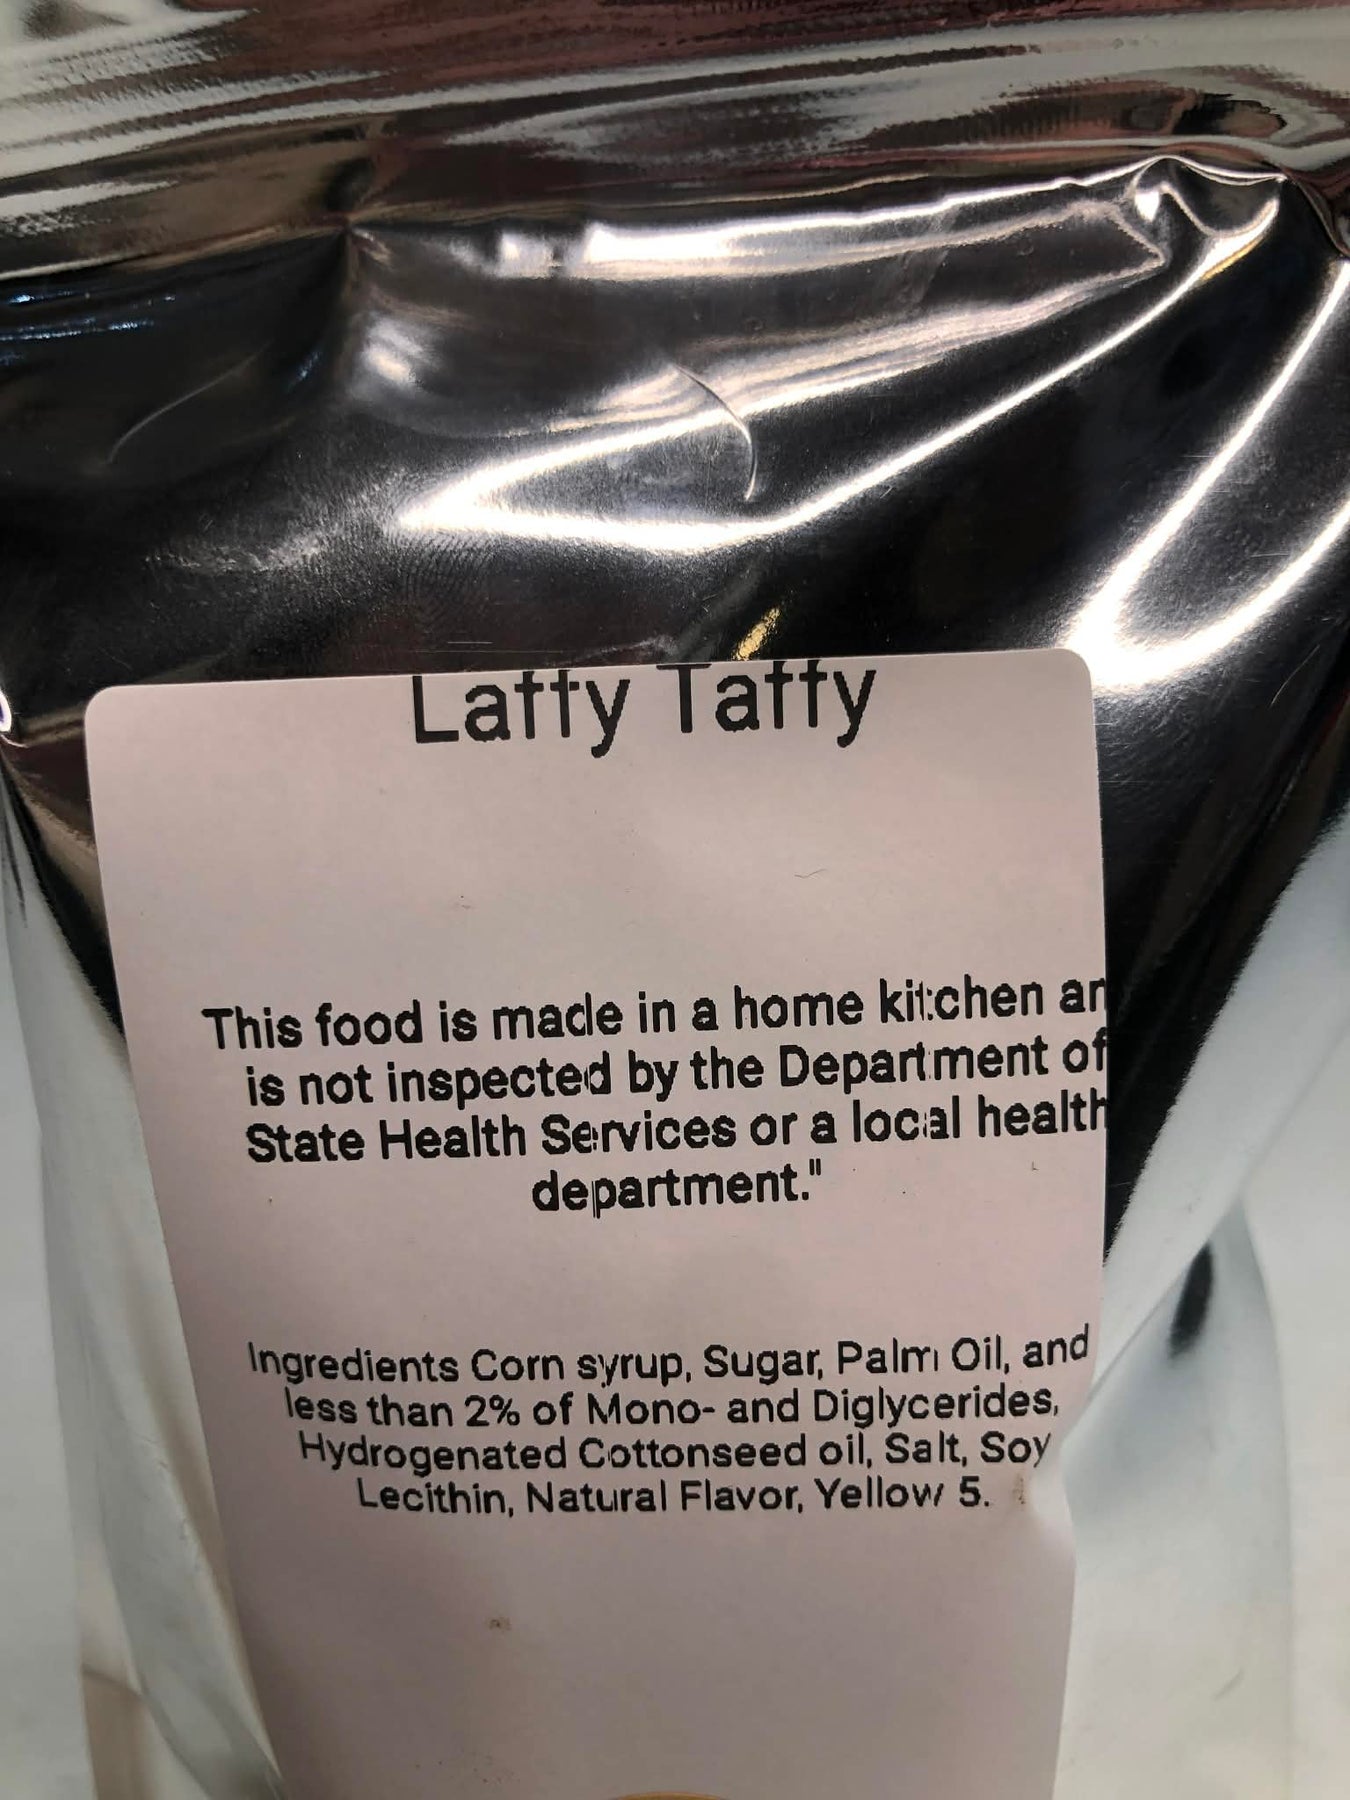 Laffy Taffy
This food is made in a home kitchen an
is not inspected by the Department of
State Health Services or a local health
department."
Ingredients Corn syrup, Sugar, Palm Oil, and
less than 2% of Mono- and Diglycerides,
Hydrogenated Cottonseed oil, Salt, Soy
Lecithin, Natural Flavor, Yellow 5.